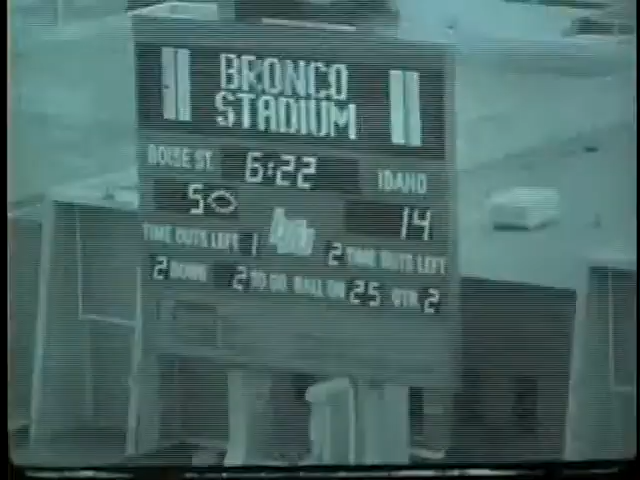 BRONCO
STADIUM
BOISE ST. 6:22 IDAHO
5 14
TIME OUTS LEFT 1 2 TIME OUTS LEFT
2 DOWN 2 TO GO BALL ON 25 QTR 2